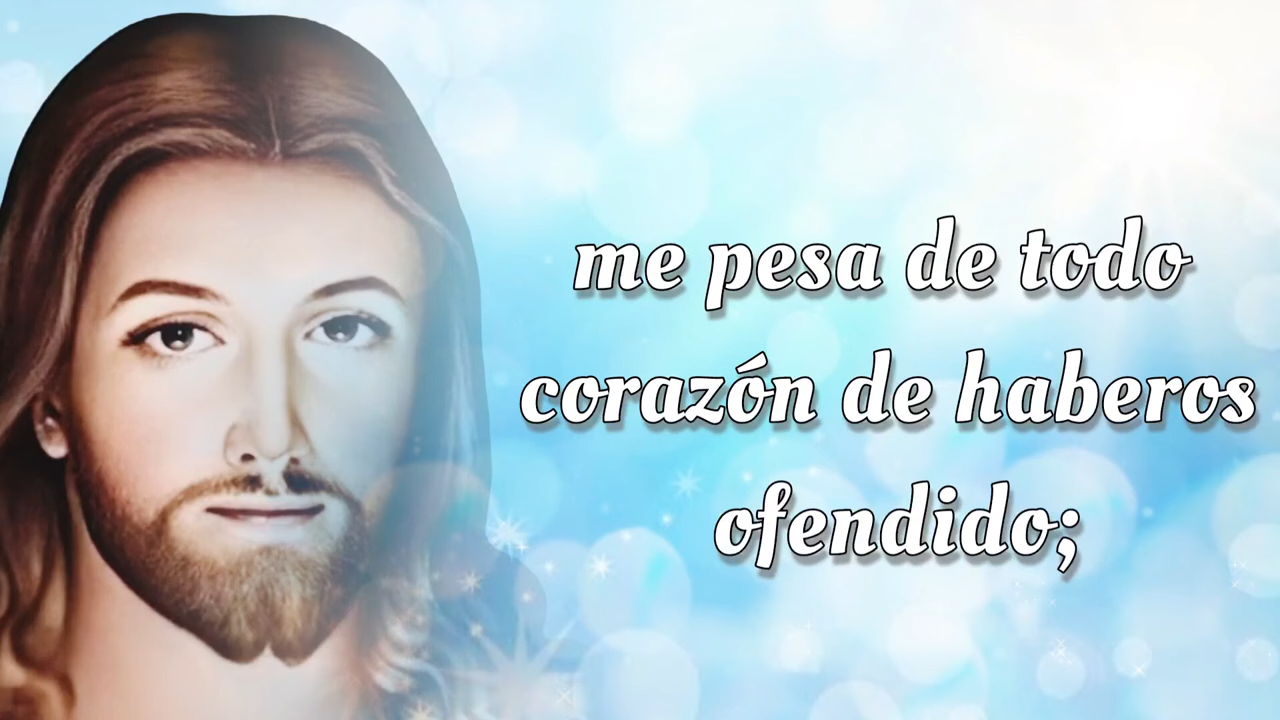 me pesa de todo
corazón de haberos
ofendido;